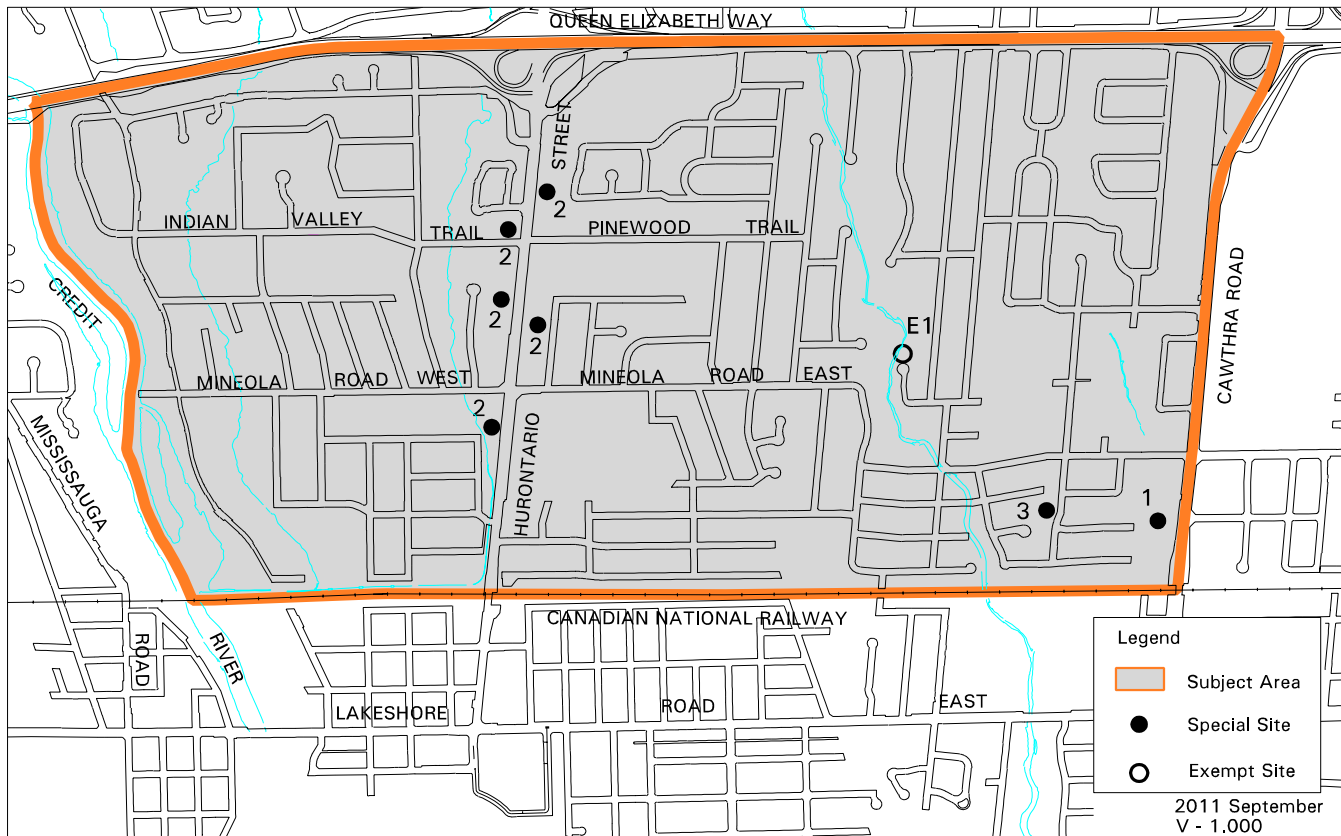 QUEEN ELIZABETH WAY
STREET
2
INDIAN VALLEY TRAIL PINEWOOD TRAIL
2
CREDIT
2
2
E1
CAWTHRA ROAD
MINEOLA ROAD WEST MINEOLA ROAD EAST
2
MISSISSAUGA
HURONTARIO
3
1
CANADIAN NATIONAL RAILWAY
ROAD
RIVER
LAKESHORE ROAD EAST
Legend
Subject Area
Special Site
Exempt Site
2011 September
V - 1.000